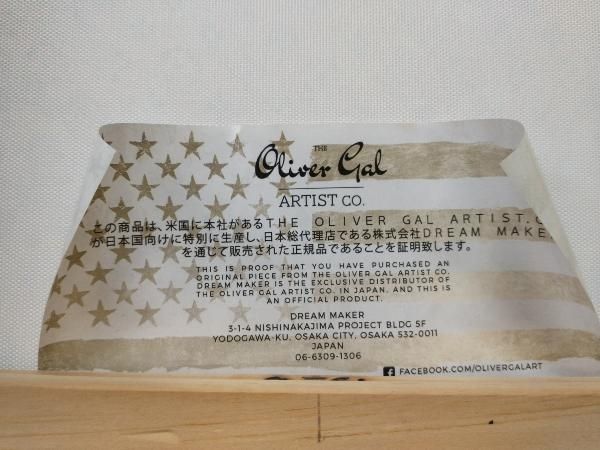 THE
Oliver Gal
ARTIST CO.
この商品は、米国に本社があるTHE OLIVER GAL ARTIST.C
が日本国向けに特別に生産し、日本総代理店である株式会社DREAM MAKE
を通じて販売された正規品であることを証明致します。
THIS IS PROOF THAT YOU HAVE PURCHASED AN
ORIGINAL PIECE FROM THE OLIVER GAL ARTIST CO.
DREAM MAKER IS THE EXCLUSIVE DISTRIBUTOR OF
THE OLIVER GAL ARTIST CO. IN JAPAN, AND THIS IS
AN OFFICIAL PRODUCT.
DREAM MAKER
3-1-4 NISHINAKAJIMA PROJECT BLDG 5F
YODOGAWA-KU, OSAKA CITY, OSAKA 532-0011
JAPAN
06-6309-1306
FACEBOOK.COM/OLIVERGALART